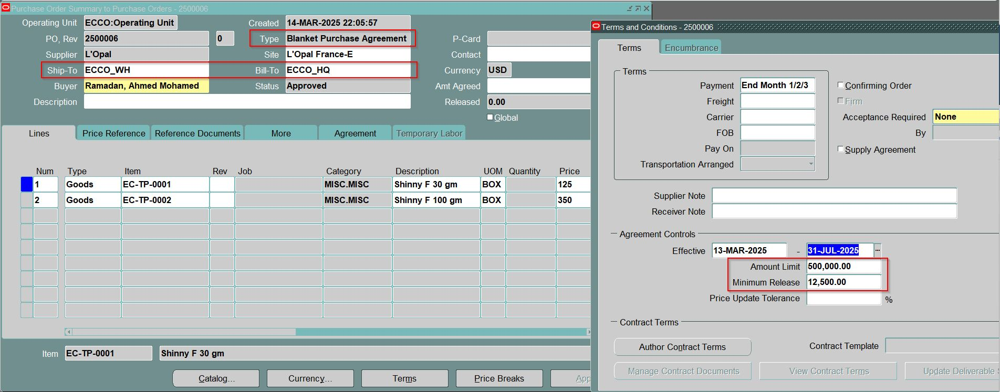 Purchase Order Summary to Purchase Orders - 2500006
Operating Unit ECCO:Operating Unit Created 14-MAR-2025 22:05:57
PO, Rev 2500006 0 Type Blanket Purchase Agreement P-Card
Supplier L'Opal Site L'Opal France-E Contact
Ship-To ECCO_WH Bill-To ECCO_HQ Currency USD
Buyer Ramadan, Ahmed Mohamed Status Approved Amt Agreed
Description Released 0.00
Global
Lines Price Reference Reference Documents More Agreement Temporary Labor
Num Type Item Rev Job Category Description UOM Quantity Price
1 Goods EC-TP-0001 MISC.MISC Shinny F 30 gm BOX 125
2 Goods EC-TP-0002 MISC.MISC Shinny F 100 gm BOX 350
Item EC-TP-0001 Shinny F 30 gm
Catalog... Currency... Terms Price Breaks App
Terms and Conditions - 2500006
Terms Encumbrance
Terms
Payment End Month 1/2/3 Confirming Order
Freight Firm
Carrier Acceptance Required None
FOB By
Pay On Supply Agreement
Transportation Arranged
Supplier Note
Receiver Note
Agreement Controls
Effective 13-MAR-2025 - 31-JUL-2025 ...
Amount Limit 500,000.00
Minimum Release 12,500.00
Price Update Tolerance %
Contract Terms
Author Contract Terms Contract Template
Manage Contract Documents View Contract Terms Update Deliverable S